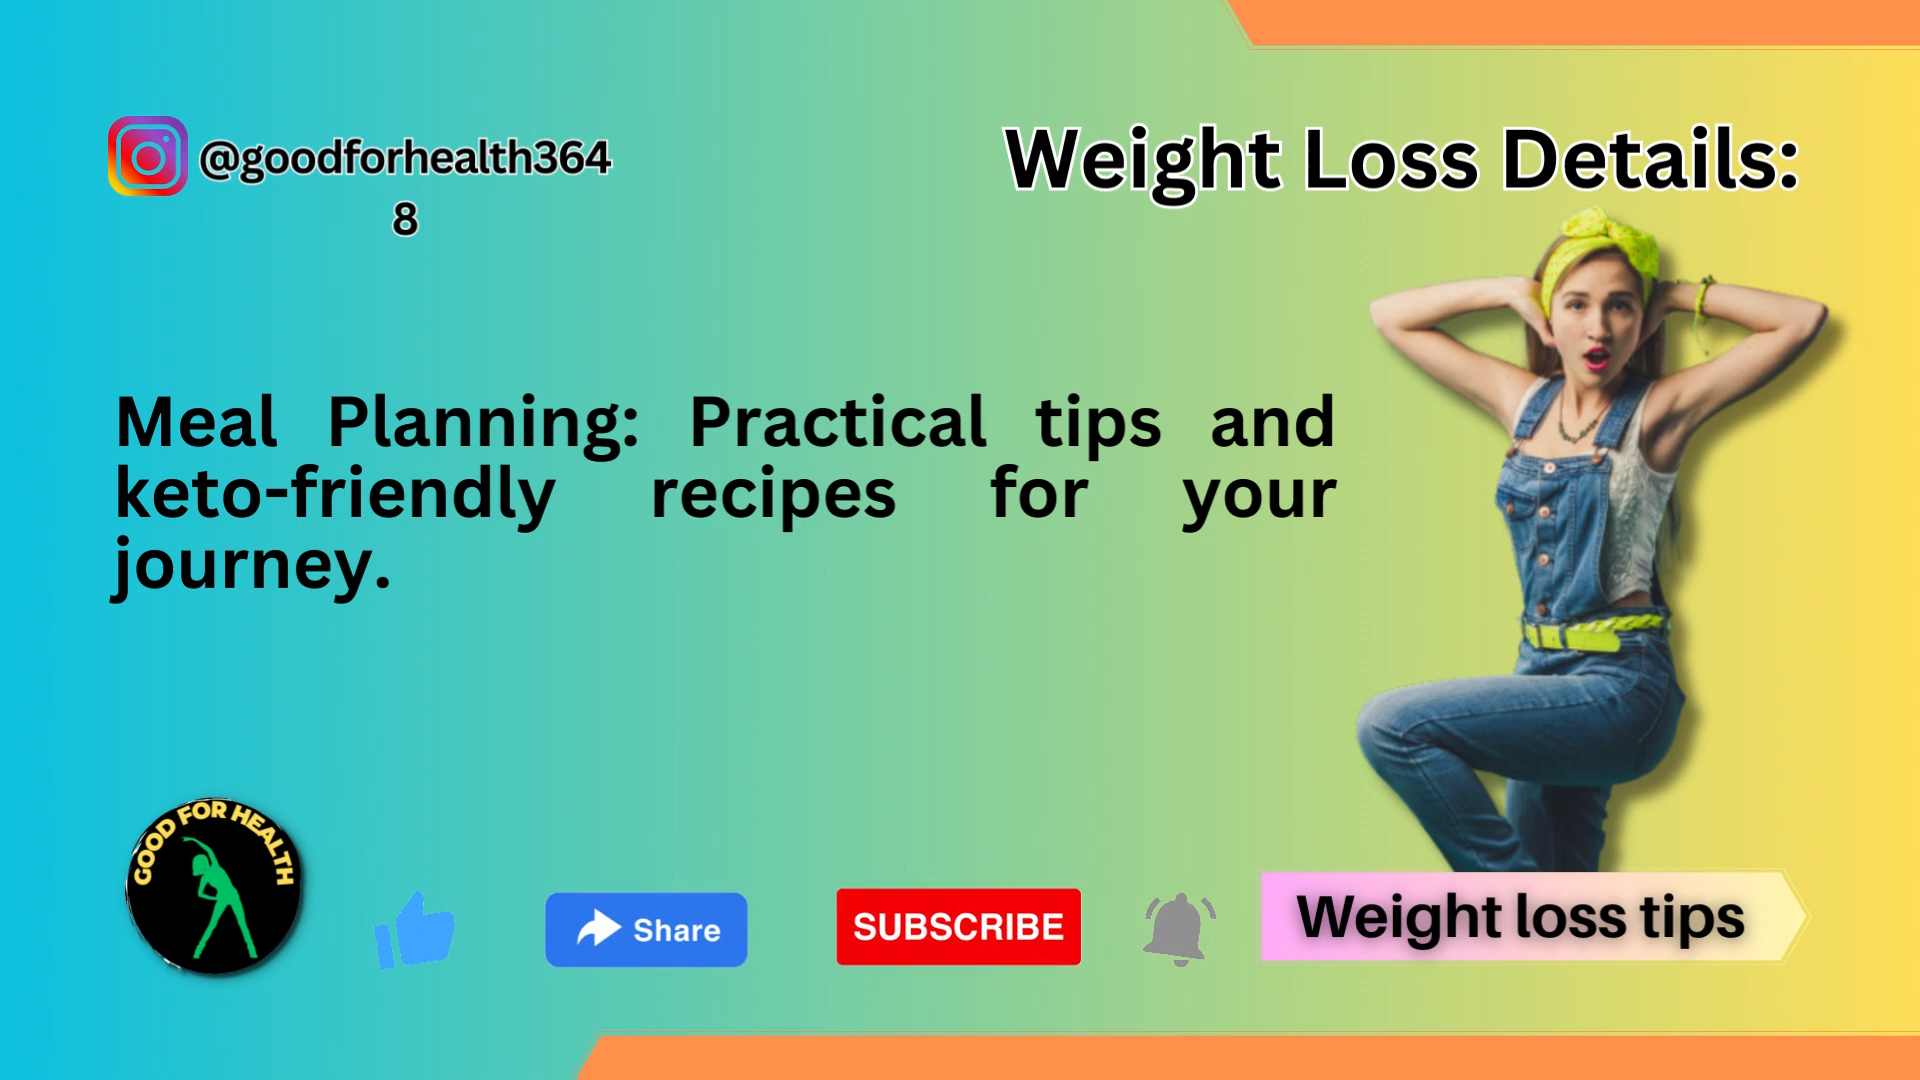 @goodforhealth364
8
Weight Loss Details:
Meal Planning: Practical tips and
keto-friendly recipes for your
journey.
GOOD FOR HEALTH
Share
SUBSCRIBE
Weight loss tips